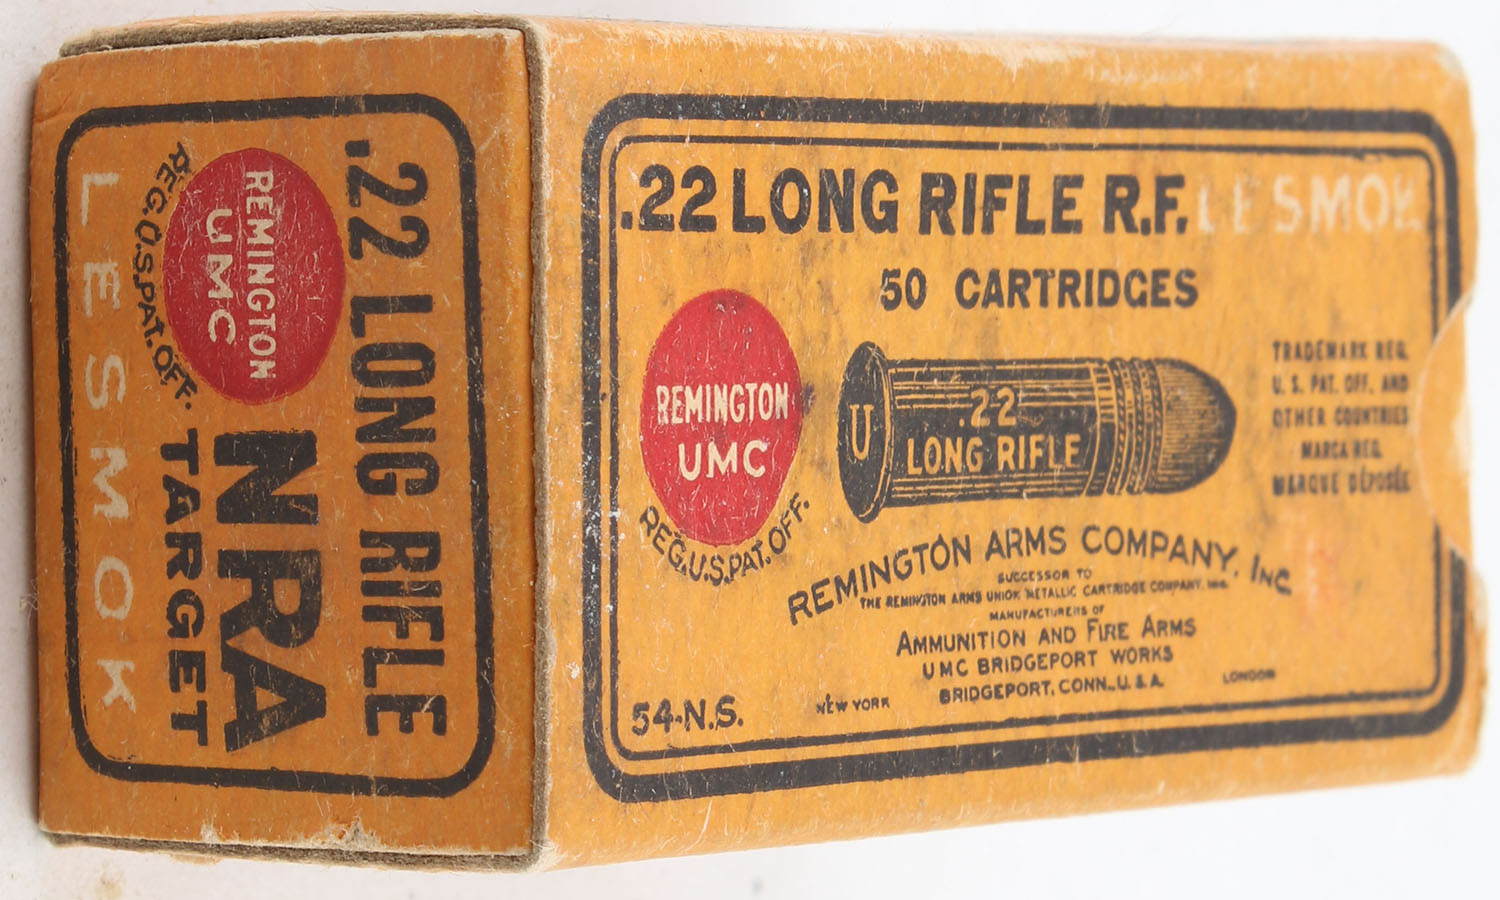 .22 LONG RIFLE
REMINGTON
UMC
REG. U.S. PAT. OFF.
NRA
TARGET
LESMOK
.22 LONG RIFLE R.F. LESMOK
50 CARTRIDGES
REMINGTON
UMC
REG. U.S. PAT. OFF.
U
.22
LONG RIFLE
TRADEMARK REG.
U. S. PAT. OFF. AND
OTHER COUNTRIES
MARCA REG.
MARQUE DÉPOSÉE
REMINGTON ARMS COMPANY, INC
SUCCESSOR TO
THE REMINGTON ARMS UNION METALLIC CARTRIDGE COMPANY, INC.
MANUFACTURERS OF
AMMUNITION AND FIRE ARMS
UMC BRIDGEPORT WORKS
BRIDGEPORT, CONN., U.S.A.
54-N.S.
NEW YORK
LONDON